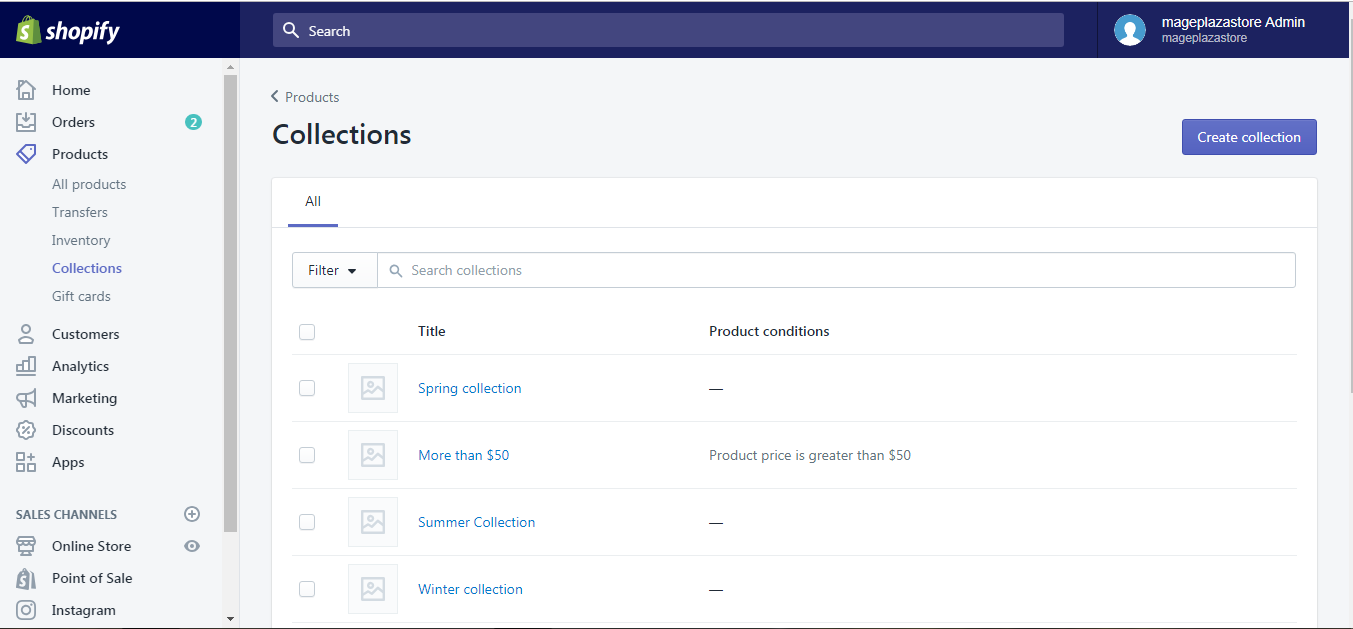 shopify
Search
mageplazastore Admin
mageplazastore
Home
Orders 2
Products
All products
Transfers
Inventory
Collections
Gift cards
Customers
Analytics
Marketing
Discounts
Apps
SALES CHANNELS
Online Store
Point of Sale
Instagram
Products
Collections
Create collection
All
Filter
Search collections
Title Product conditions
Spring collection —
More than $50 Product price is greater than $50
Summer Collection —
Winter collection —